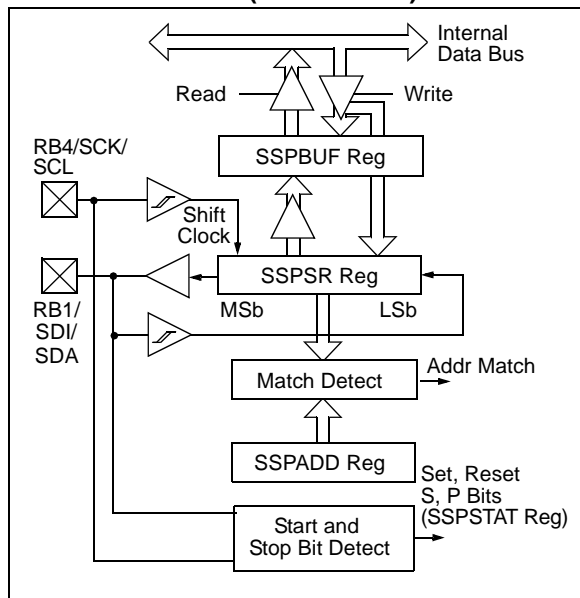 Internal
Data Bus
Read
Write
SSPBUF Reg
RB4/SCK/
SCL
Shift
Clock
SSPSR Reg
MSb
LSb
RB1/
SDI/
SDA
Match Detect
Addr Match
SSPADD Reg
Set, Reset
S, P Bits
(SSPSTAT Reg)
Start and
Stop Bit Detect